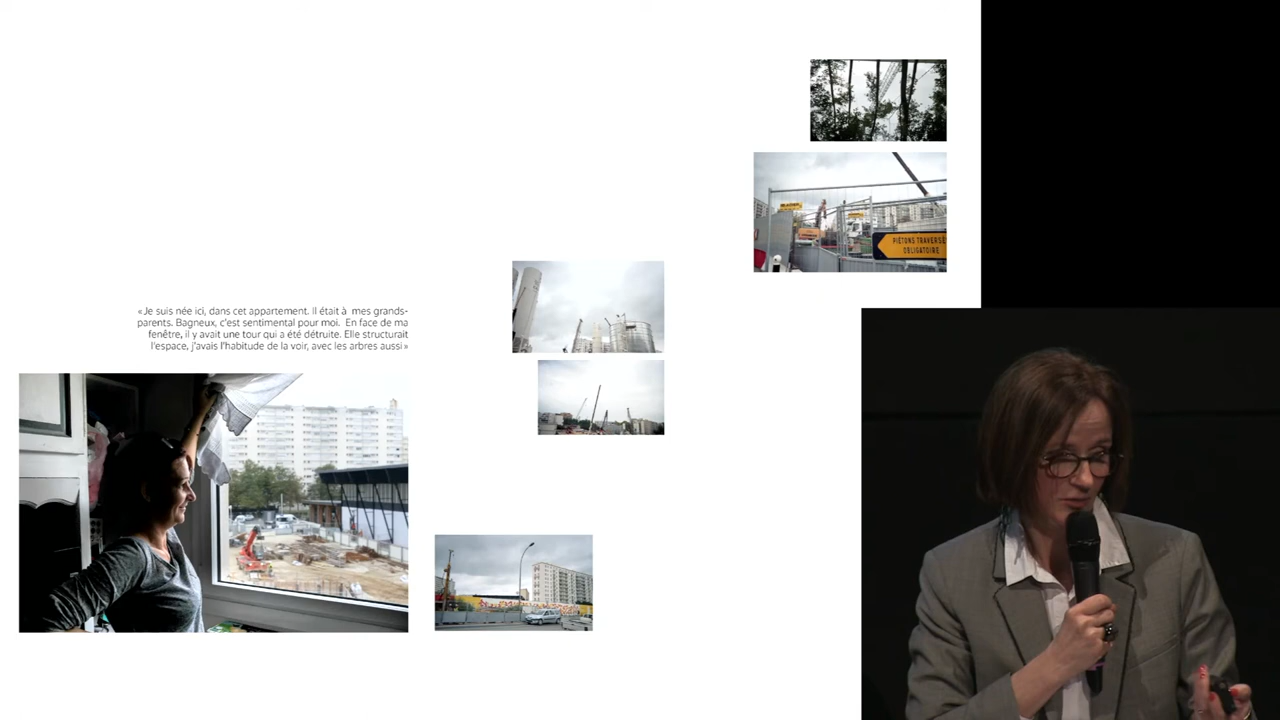 «Je suis née ici, dans cet appartement. Il était à mes grands-
parents. Bagneux, c'est sentimental pour moi. En face de ma
fenêtre, il y avait une tour qui a été détruite. Elle structurait
l'espace, j'avais l'habitude de la voir, avec les arbres aussi»
PIÉTONS TRAVERSÉE
OBLIGATOIRE